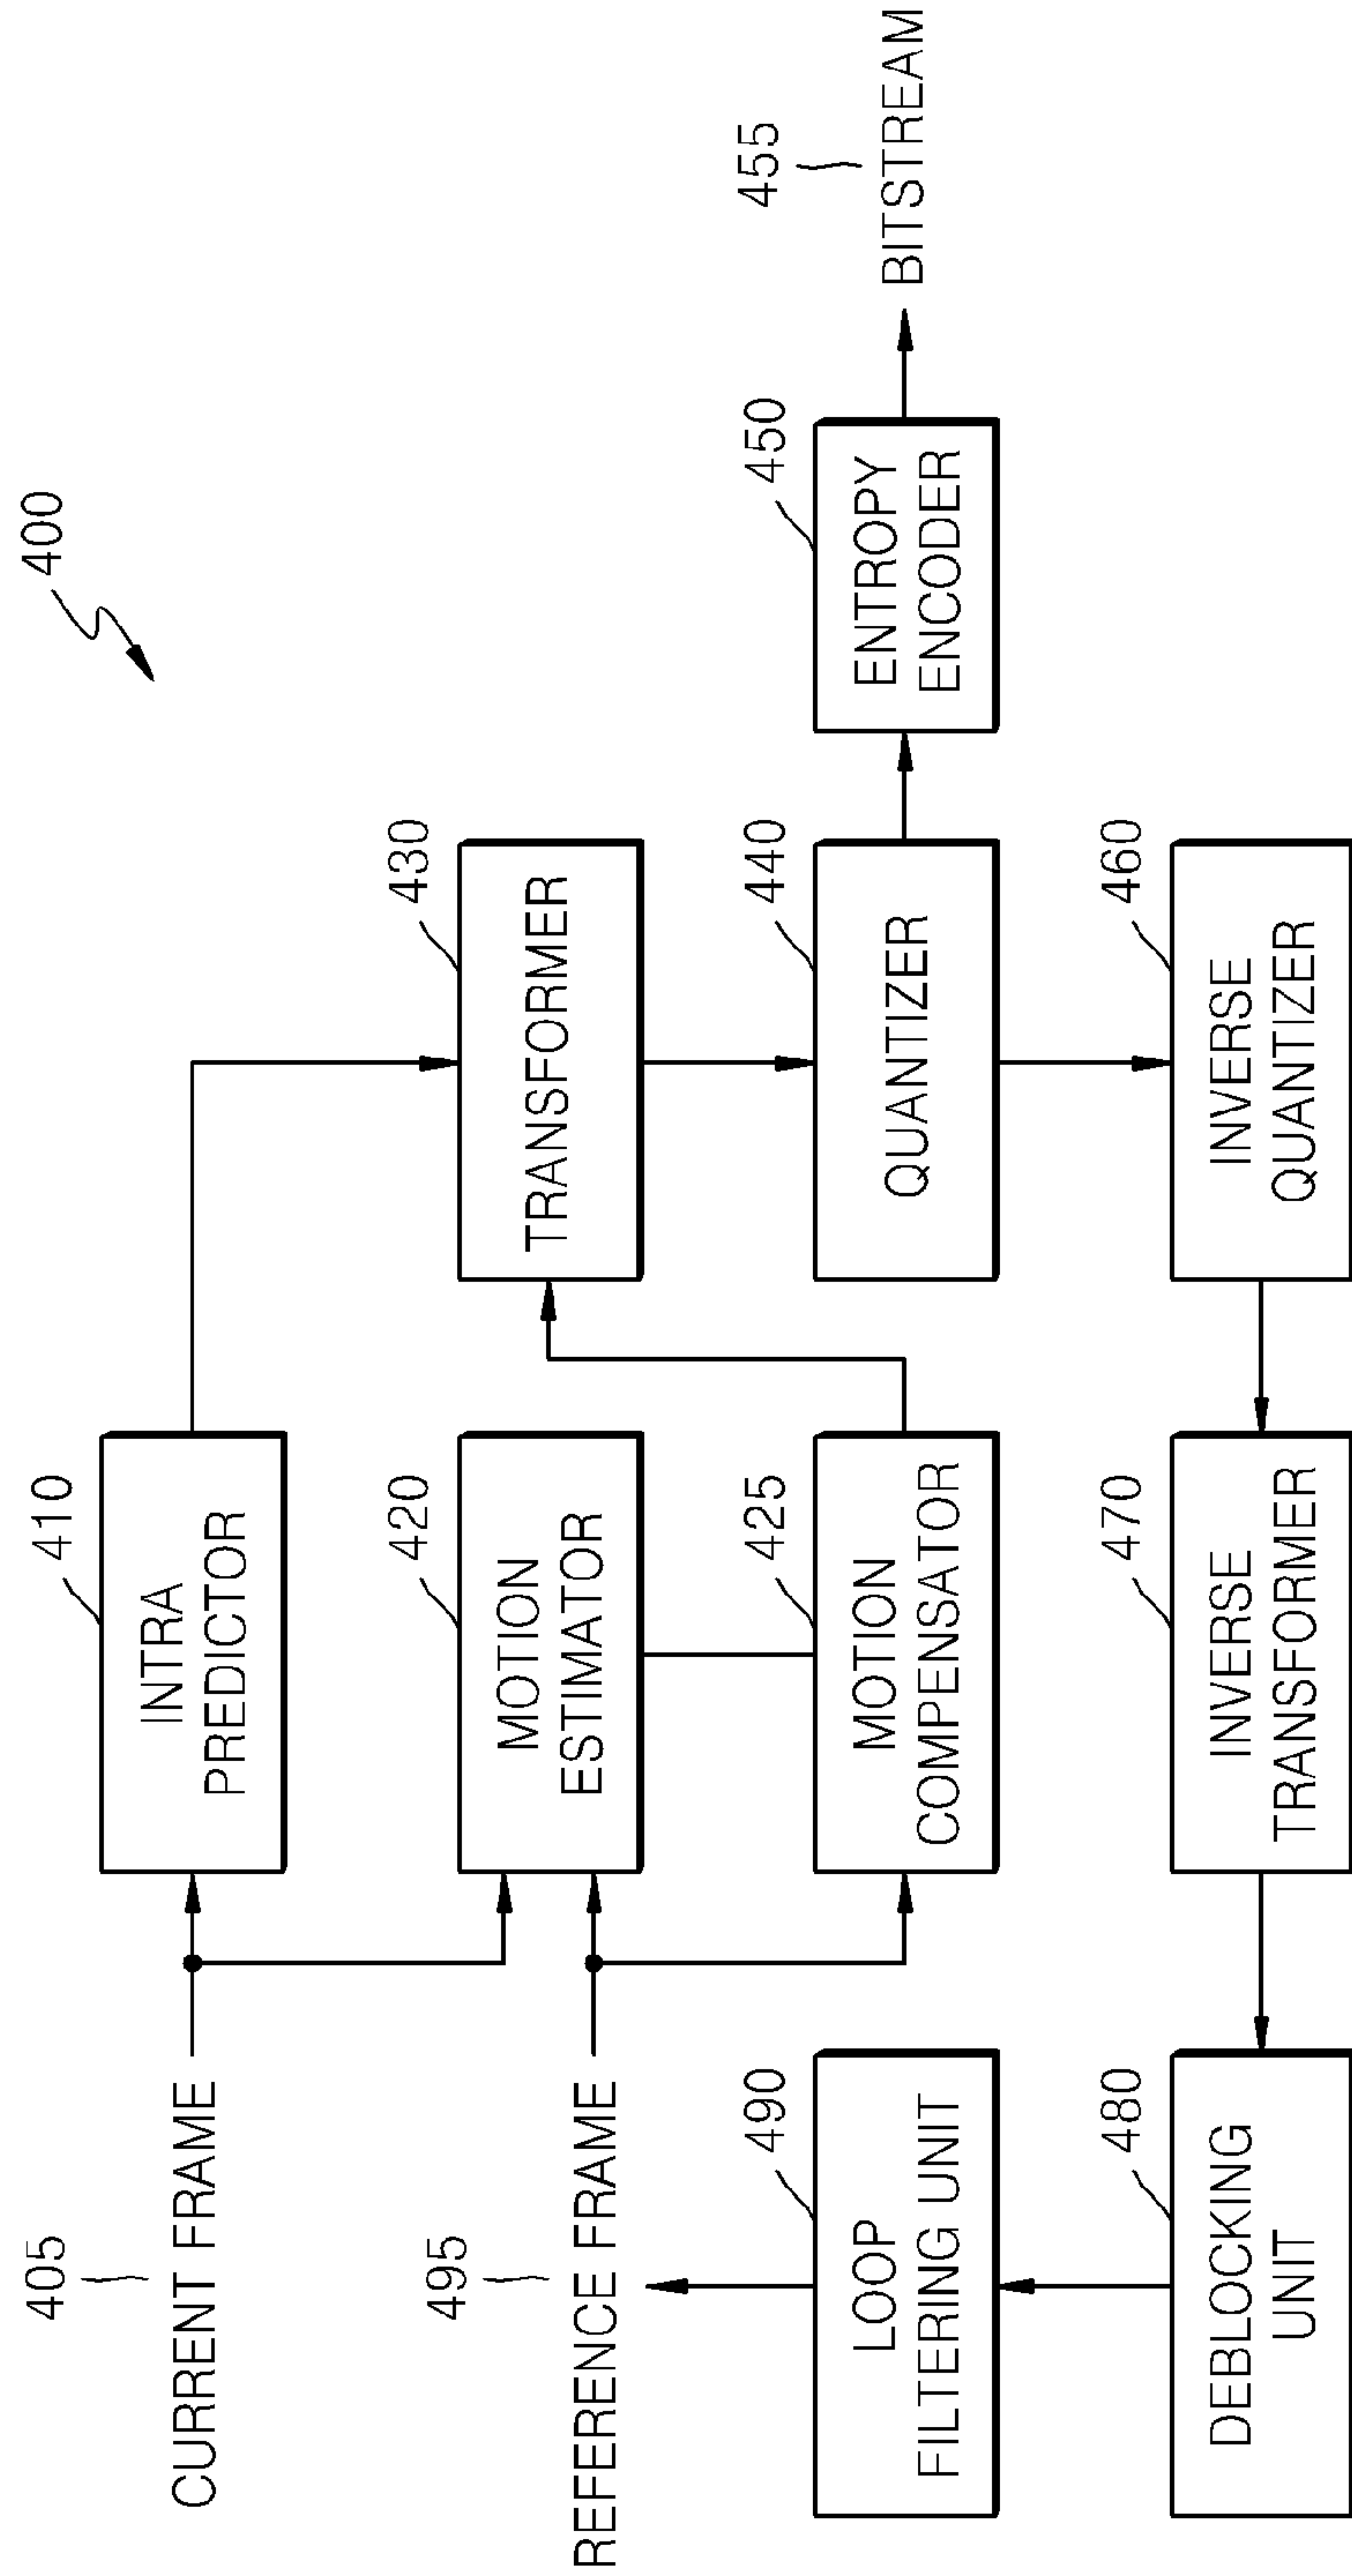 400
405
CURRENT FRAME
410
INTRA
PREDICTOR
495
REFERENCE FRAME
420
MOTION
ESTIMATOR
430
TRANSFORMER
490
LOOP
FILTERING UNIT
425
MOTION
COMPENSATOR
440
QUANTIZER
450
ENTROPY
ENCODER
455
BITSTREAM
480
DEBLOCKING
UNIT
470
INVERSE
TRANSFORMER
460
INVERSE
QUANTIZER